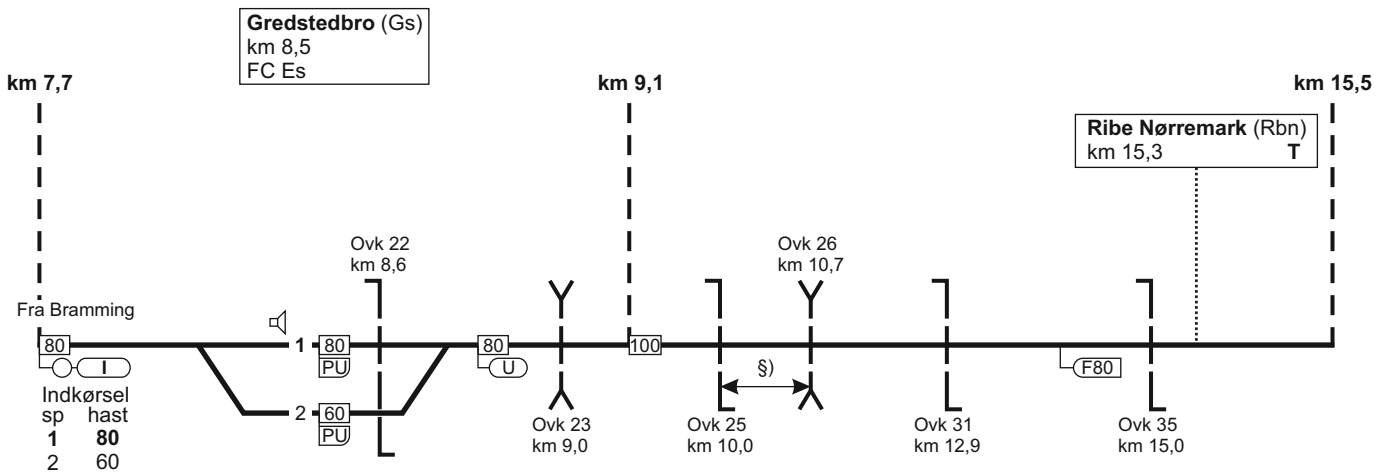 Gredstedbro (Gs)
km 8,5
FC Es
km 7,7
km 9,1
km 15,5
Ribe Nørremark (Rbn)
km 15,3 T
Ovk 22
km 8,6
Ovk 26
km 10,7
Fra Bramming
80
1
80
80
100
I
PU
U
§)
F80
Indkørsel
sp hast
1 80
2 60
2
60
PU
Ovk 23
km 9,0
Ovk 25
km 10,0
Ovk 31
km 12,9
Ovk 35
km 15,0